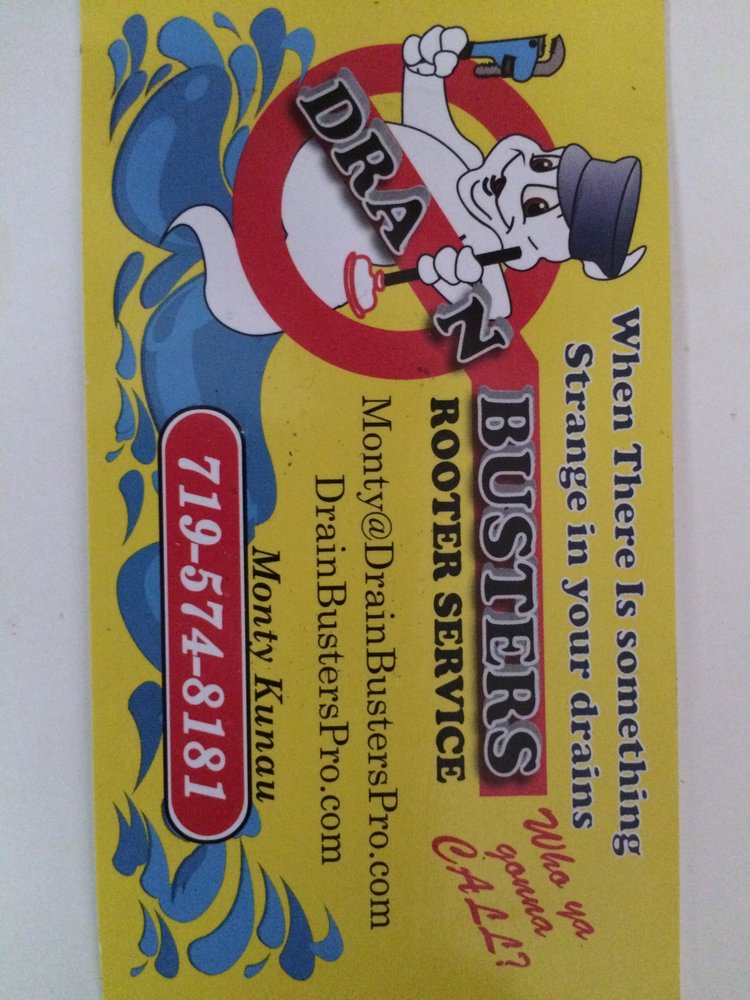 When There Is something
Strange in your drains
Who ya
gonna
CALL?
DRAIN BUSTERS
ROOTER SERVICE
Monty@DrainBustersPro.com
DrainBustersPro.com
Monty Kunau
719-574-8181